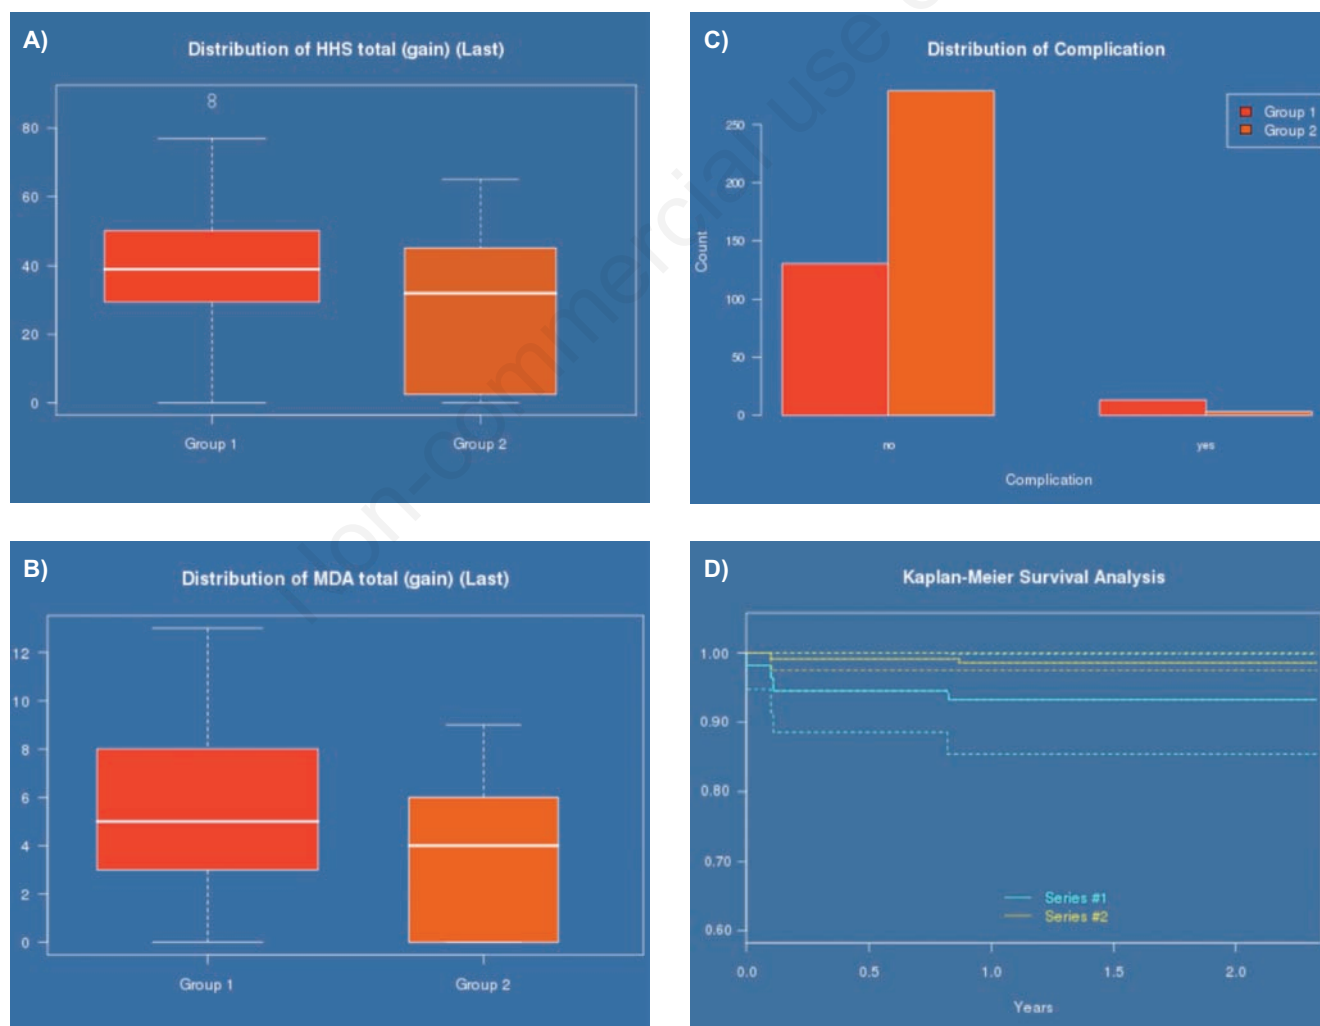 A)
Distribution of HHS total (gain) (Last)
8
80
60
40
20
0
Group 1 Group 2
C)
Distribution of Complication
Group 1
Group 2
250
200
150
100
50
0
Count
no yes
Complication
B)
Distribution of MDA total (gain) (Last)
12
10
8
6
4
2
0
Group 1 Group 2
D)
Kaplan-Meier Survival Analysis
1.00
0.90
0.80
0.70
0.60
Series #1
Series #2
0.0 0.5 1.0 1.5 2.0
Years
Non-commercial use